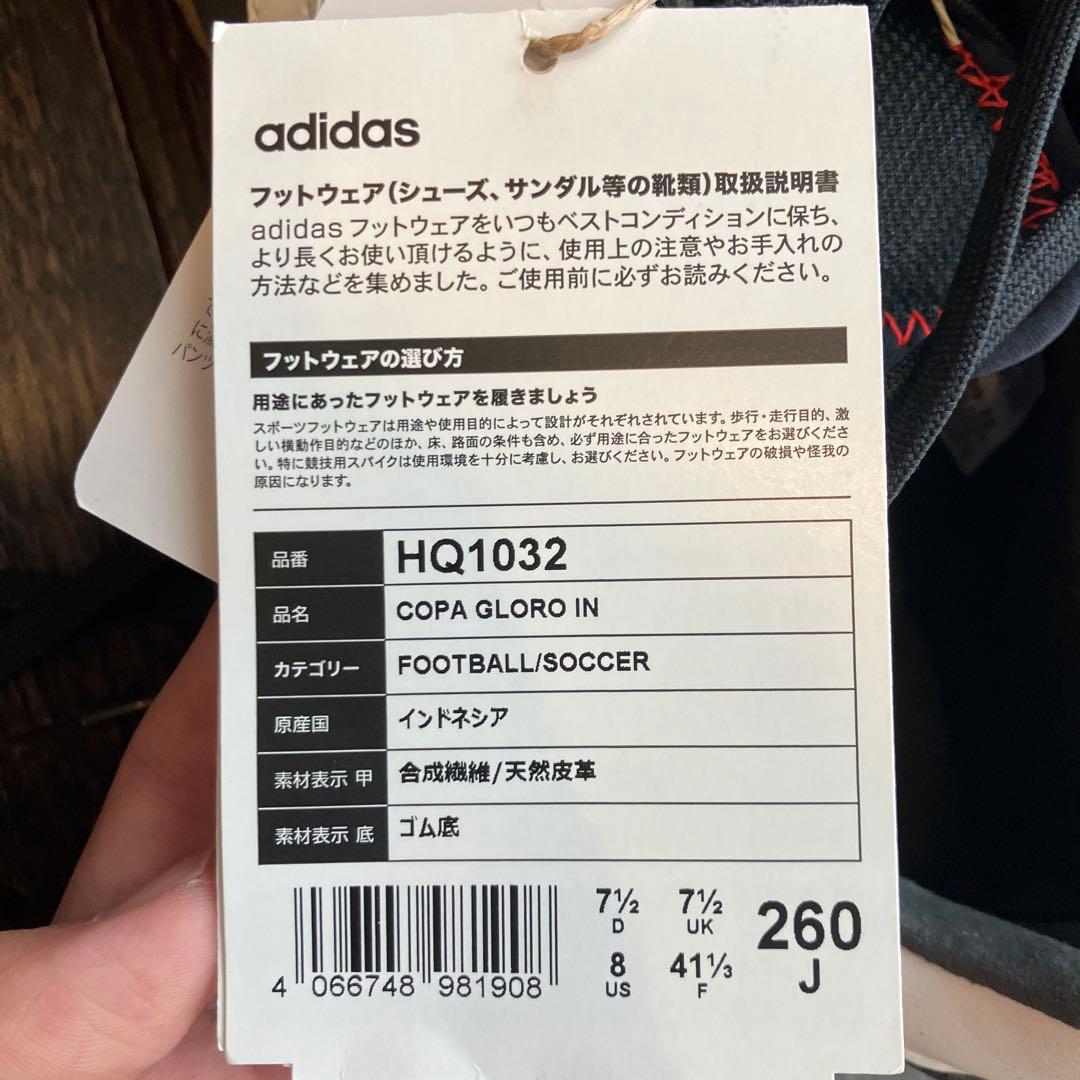 adidas
フットウェア(シューズ、サンダル等の靴類)取扱説明書
adidas フットウェアをいつもベストコンディションに保ち、
より長くお使い頂けるように、使用上の注意やお手入れの
方法などを集めました。ご使用前に必ずお読みください。
フットウェアの選び方
用途にあったフットウェアを履きましょう
スポーツフットウェアは用途や使用目的によって設計がそれぞれされています。歩行・走行目的、激
しい横動作目的などのほか、床、路面の条件も含め、必ず用途に合ったフットウェアをお選びくださ
い。特に競技用スパイクは使用環境を十分に考慮し、お選びください。フットウェアの破損や怪我の
原因になります。
品番 HQ1032
品名 COPA GLORO IN
カテゴリー FOOTBALL/SOCCER
原産国 インドネシア
素材表示 甲 合成繊維/天然皮革
素材表示 底 ゴム底
7½ 7½ 260
D UK
8 41⅓ J
US F
4 066748 981908
パンツ